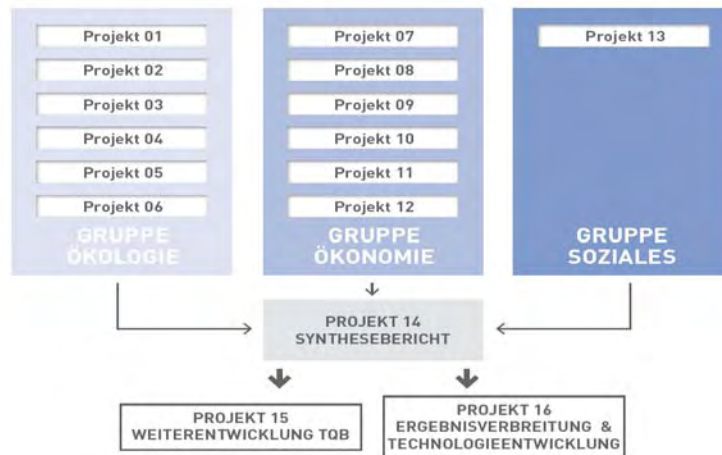 Projekt 01
Projekt 02
Projekt 03
Projekt 04
Projekt 05
Projekt 06
GRUPPE
ÖKOLOGIE
Projekt 07
Projekt 08
Projekt 09
Projekt 10
Projekt 11
Projekt 12
GRUPPE
ÖKONOMIE
Projekt 13
GRUPPE
SOZIALES
PROJEKT 14
SYNTHESEBERICHT
PROJEKT 15
WEITERENTWICKLUNG TQB
PROJEKT 16
ERGEBNISVERBREITUNG &
TECHNOLOGIEENTWICKLUNG